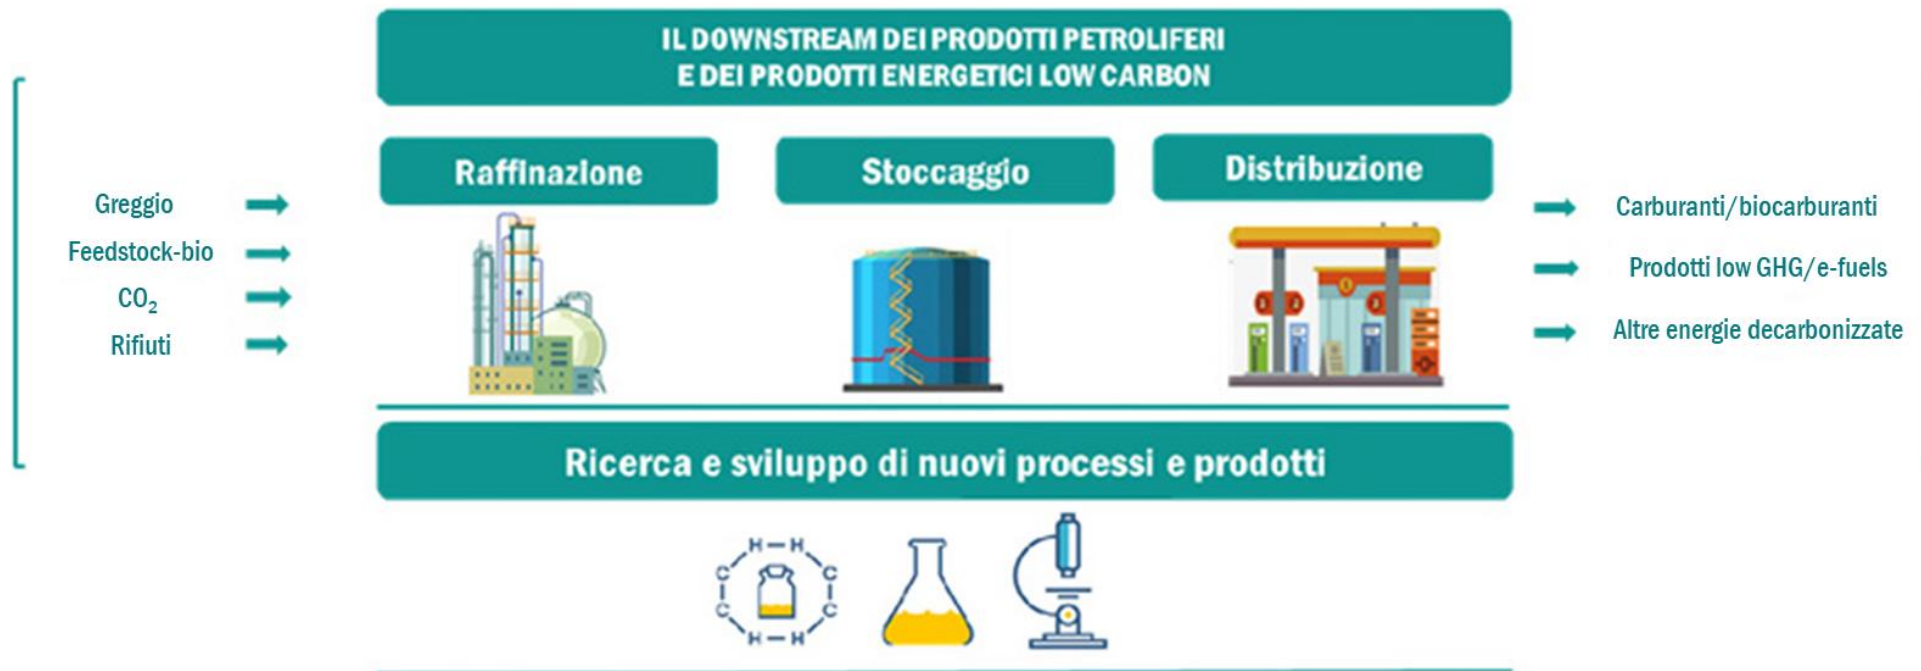 IL DOWNSTREAM DEI PRODOTTI PETROLIFERI
E DEI PRODOTTI ENERGETICI LOW CARBON
Raffinazione
Stoccaggio
Distribuzione
Greggio
Feedstock-bio
CO₂
Rifiuti
Carburanti/biocarburanti
Prodotti low GHG/e-fuels
Altre energie decarbonizzate
Ricerca e sviluppo di nuovi processi e prodotti
H H
C C
C C
H H